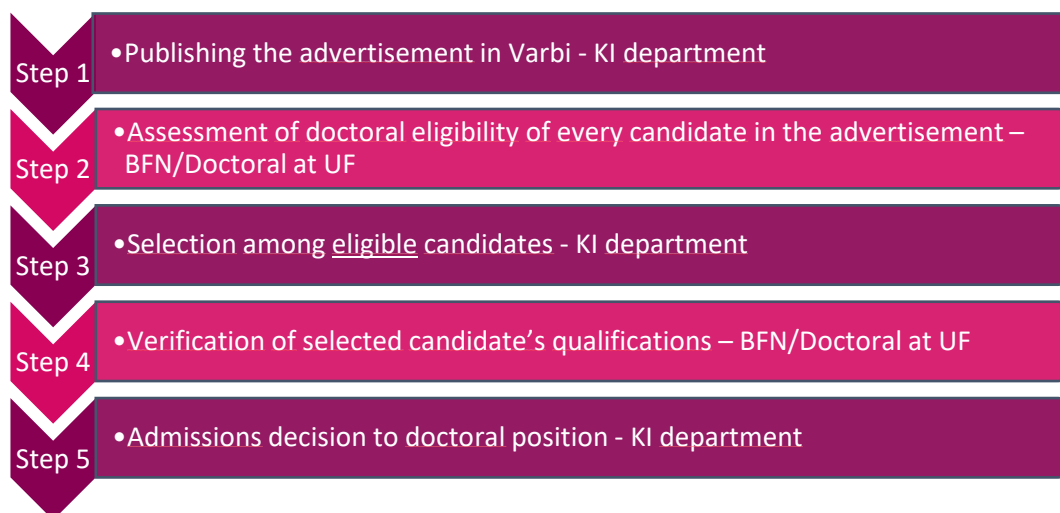 Step 1
•Publishing the advertisement in Varbi - KI department
Step 2
•Assessment of doctoral eligibility of every candidate in the advertisement –
BFN/Doctoral at UF
Step 3
•Selection among eligible candidates - KI department
Step 4
•Verification of selected candidate’s qualifications – BFN/Doctoral at UF
Step 5
•Admissions decision to doctoral position - KI department